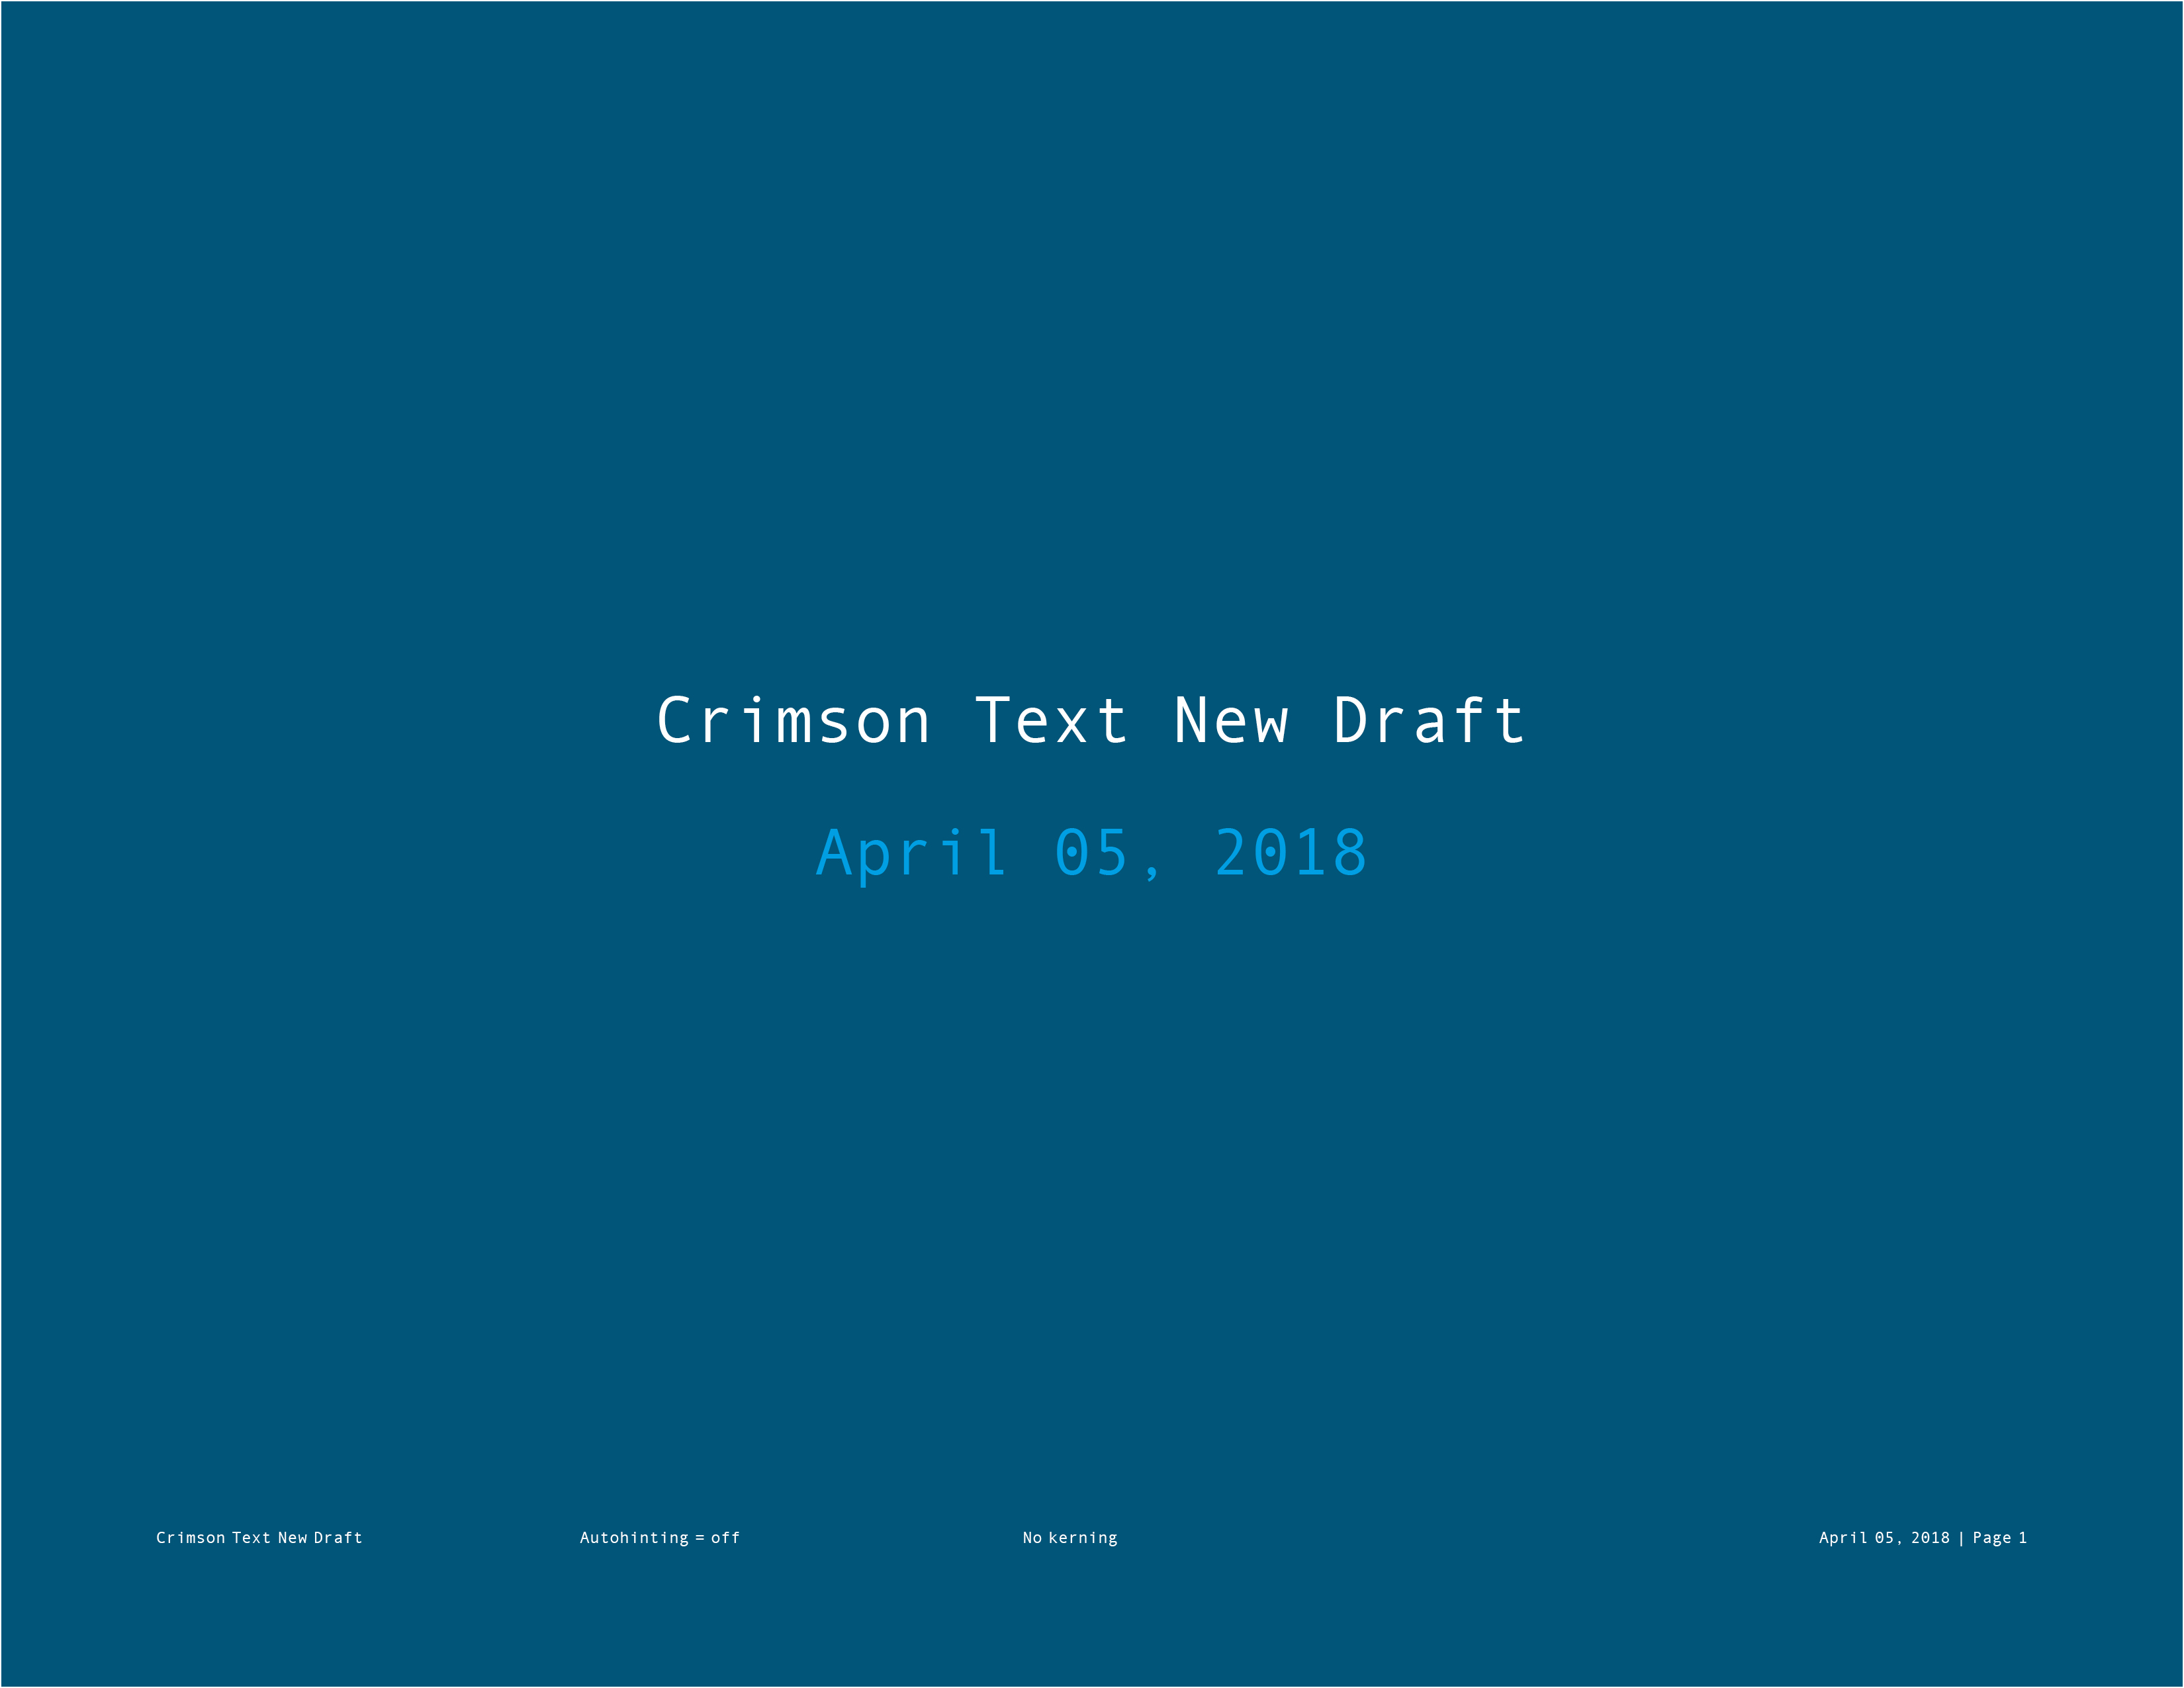 Crimson Text New Draft
April 05, 2018
Crimson Text New Draft Autohinting = off No kerning April 05, 2018 | Page 1